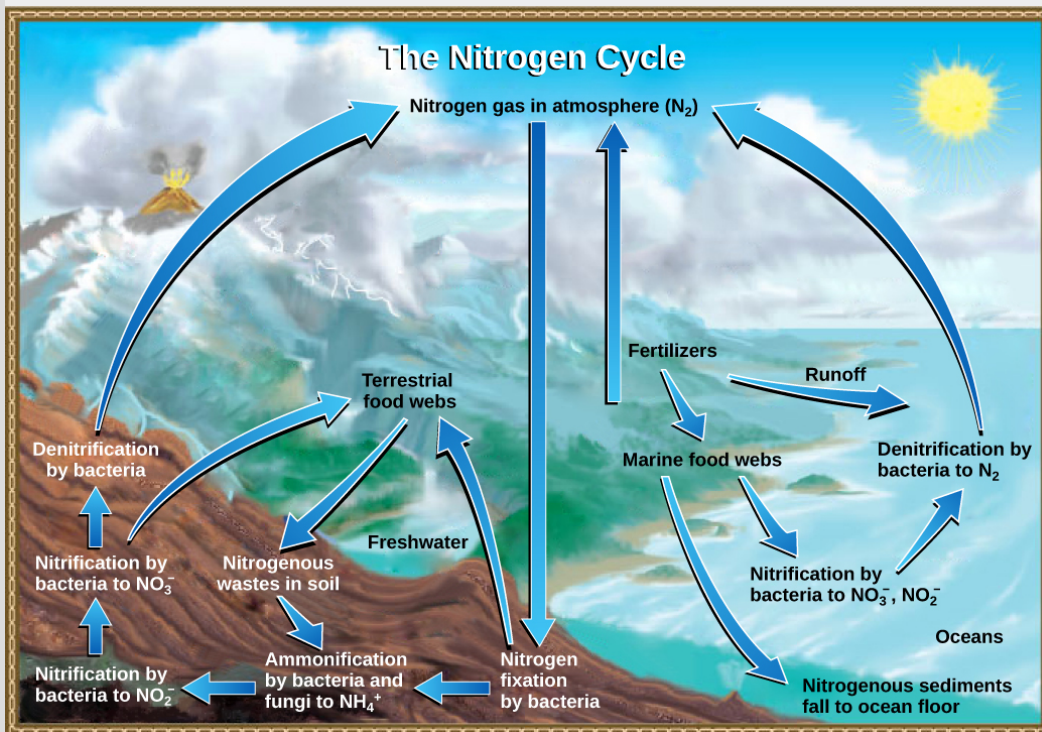 The Nitrogen Cycle
Nitrogen gas in atmosphere (N₂)
Fertilizers
Runoff
Terrestrial
food webs
Denitrification
by bacteria
Marine food webs
Denitrification by
bacteria to N₂
Freshwater
Nitrification by
bacteria to NO₃⁻
Nitrogenous
wastes in soil
Nitrification by
bacteria to NO₃⁻, NO₂⁻
Oceans
Nitrification by
bacteria to NO₂⁻
Ammonification
by bacteria and
fungi to NH₄⁺
Nitrogen
fixation
by bacteria
Nitrogenous sediments
fall to ocean floor